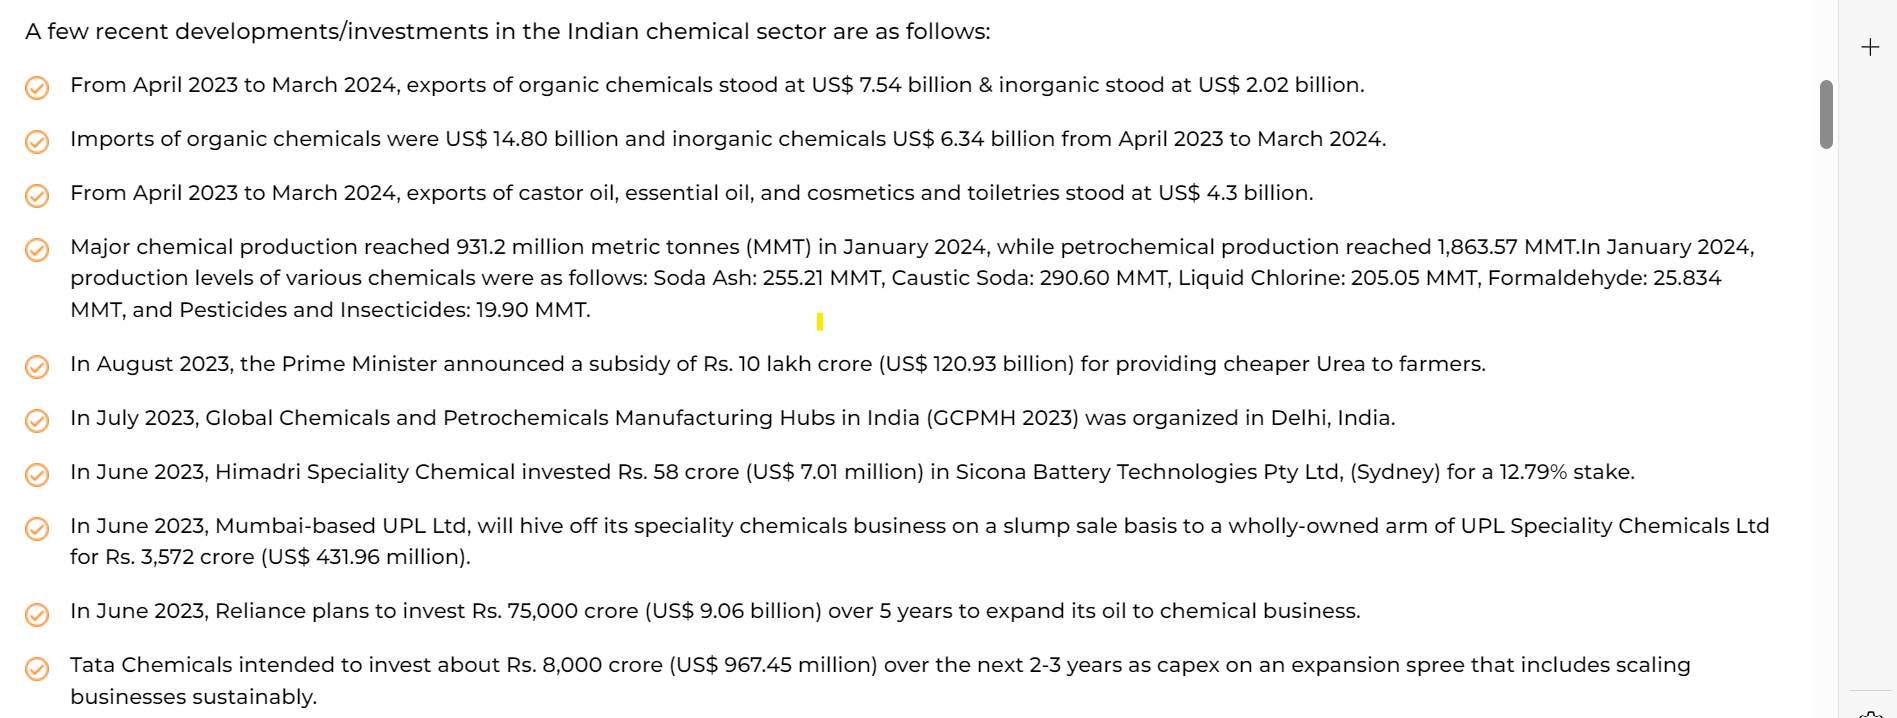 A few recent developments/investments in the Indian chemical sector are as follows:
From April 2023 to March 2024, exports of organic chemicals stood at US$ 7.54 billion & inorganic stood at US$ 2.02 billion.
Imports of organic chemicals were US$ 14.80 billion and inorganic chemicals US$ 6.34 billion from April 2023 to March 2024.
From April 2023 to March 2024, exports of castor oil, essential oil, and cosmetics and toiletries stood at US$ 4.3 billion.
Major chemical production reached 931.2 million metric tonnes (MMT) in January 2024, while petrochemical production reached 1,863.57 MMT.In January 2024,
production levels of various chemicals were as follows: Soda Ash: 255.21 MMT, Caustic Soda: 290.60 MMT, Liquid Chlorine: 205.05 MMT, Formaldehyde: 25.834
MMT, and Pesticides and Insecticides: 19.90 MMT.
In August 2023, the Prime Minister announced a subsidy of Rs. 10 lakh crore (US$ 120.93 billion) for providing cheaper Urea to farmers.
In July 2023, Global Chemicals and Petrochemicals Manufacturing Hubs in India (GCPMH 2023) was organized in Delhi, India.
In June 2023, Himadri Speciality Chemical invested Rs. 58 crore (US$ 7.01 million) in Sicona Battery Technologies Pty Ltd, (Sydney) for a 12.79% stake.
In June 2023, Mumbai-based UPL Ltd, will hive off its speciality chemicals business on a slump sale basis to a wholly-owned arm of UPL Speciality Chemicals Ltd
for Rs. 3,572 crore (US$ 431.96 million).
In June 2023, Reliance plans to invest Rs. 75,000 crore (US$ 9.06 billion) over 5 years to expand its oil to chemical business.
Tata Chemicals intended to invest about Rs. 8,000 crore (US$ 967.45 million) over the next 2-3 years as capex on an expansion spree that includes scaling
businesses sustainably.